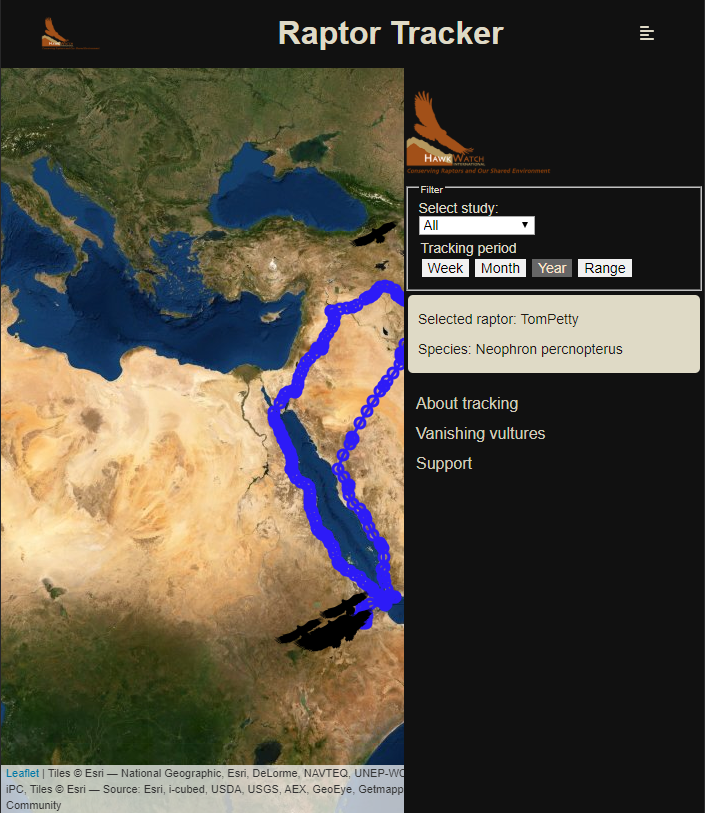 Raptor Tracker
HAWKWATCH
INTERNATIONAL
Conserving Raptors and Our Shared Environment
Filter
Select study:
All
Tracking period
Week Month Year Range
Selected raptor: TomPetty
Species: Neophron percnopterus
About tracking
Vanishing vultures
Support
Leaflet | Tiles © Esri — National Geographic, Esri, DeLorme, NAVTEQ, UNEP-WC
iPC, Tiles © Esri — Source: Esri, i-cubed, USDA, USGS, AEX, GeoEye, Getmapp
Community